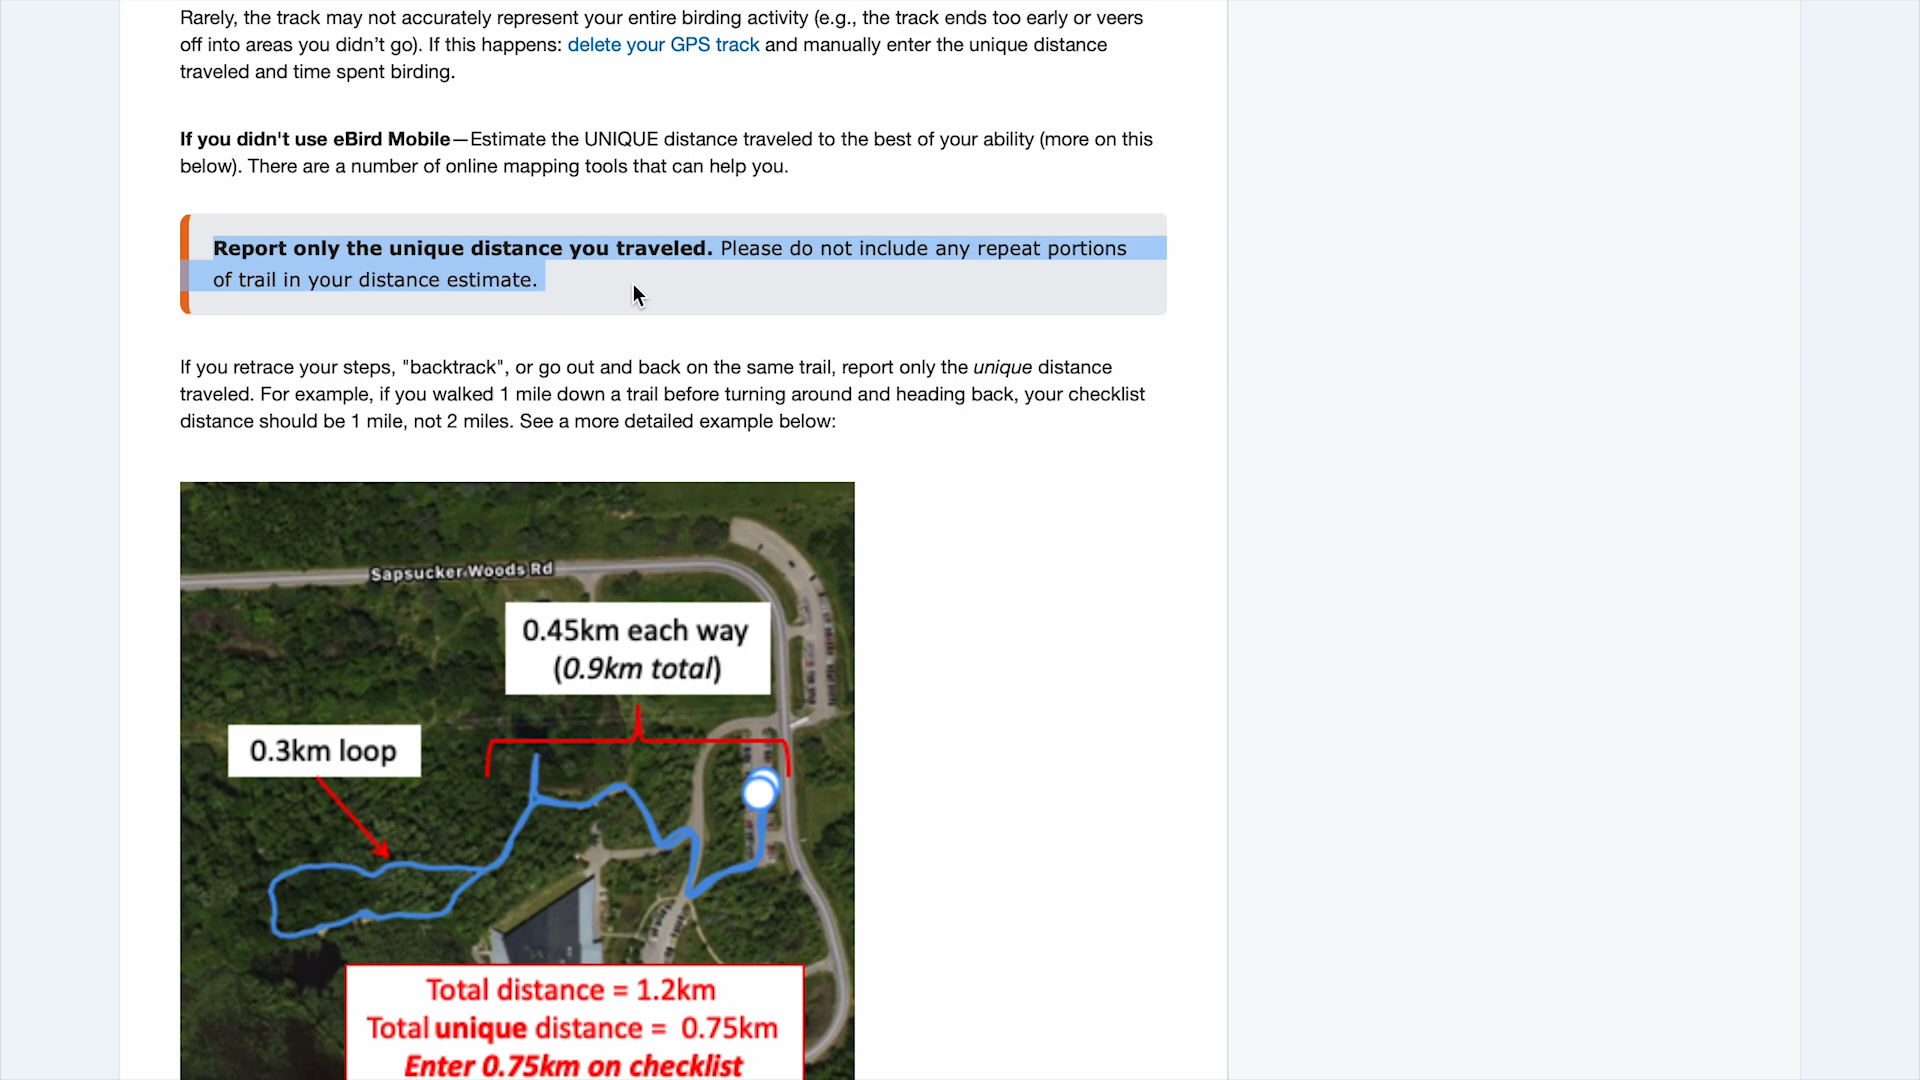 Rarely, the track may not accurately represent your entire birding activity (e.g., the track ends too early or veers
off into areas you didn’t go). If this happens: delete your GPS track and manually enter the unique distance
traveled and time spent birding.
If you didn't use eBird Mobile—Estimate the UNIQUE distance traveled to the best of your ability (more on this
below). There are a number of online mapping tools that can help you.
Report only the unique distance you traveled. Please do not include any repeat portions
of trail in your distance estimate.
If you retrace your steps, "backtrack", or go out and back on the same trail, report only the unique distance
traveled. For example, if you walked 1 mile down a trail before turning around and heading back, your checklist
distance should be 1 mile, not 2 miles. See a more detailed example below:
Sapsucker Woods Rd
0.45km each way
(0.9km total)
0.3km loop
Total distance = 1.2km
Total unique distance = 0.75km
Enter 0.75km on checklist